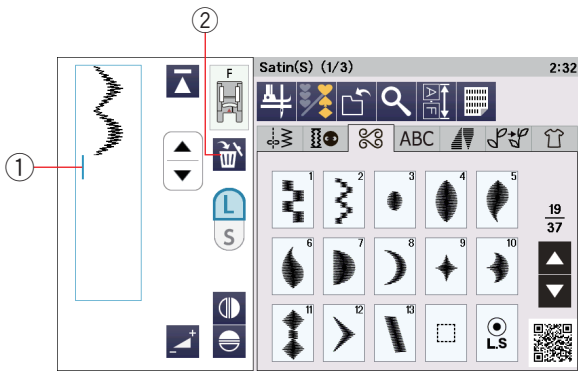 2
F
Satin(S) (1/3) 2:32
A-F
ABC
1
L
S
1 2 3 4 5
19
37
6 7 8 9 10
11 12 13
L.S